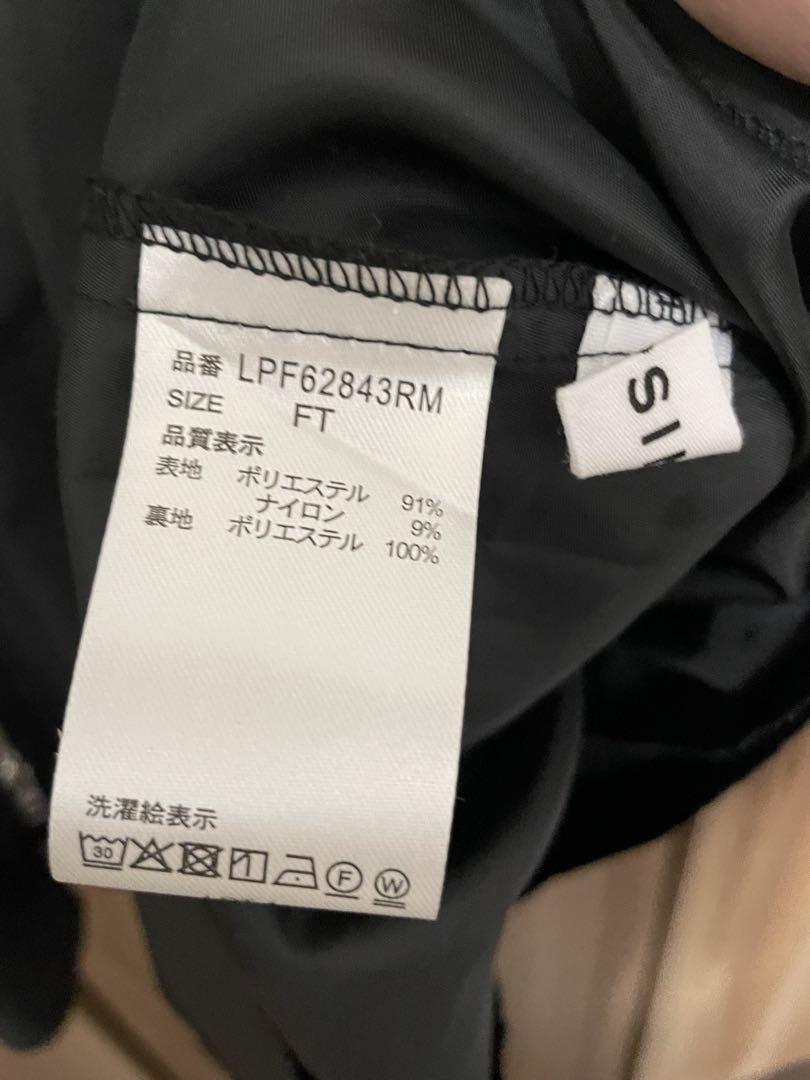 品番 LPF62843RM
SIZE FT
品質表示
表地 ポリエステル 91%
ナイロン 9%
裏地 ポリエステル 100%
洗濯絵表示
30 F W